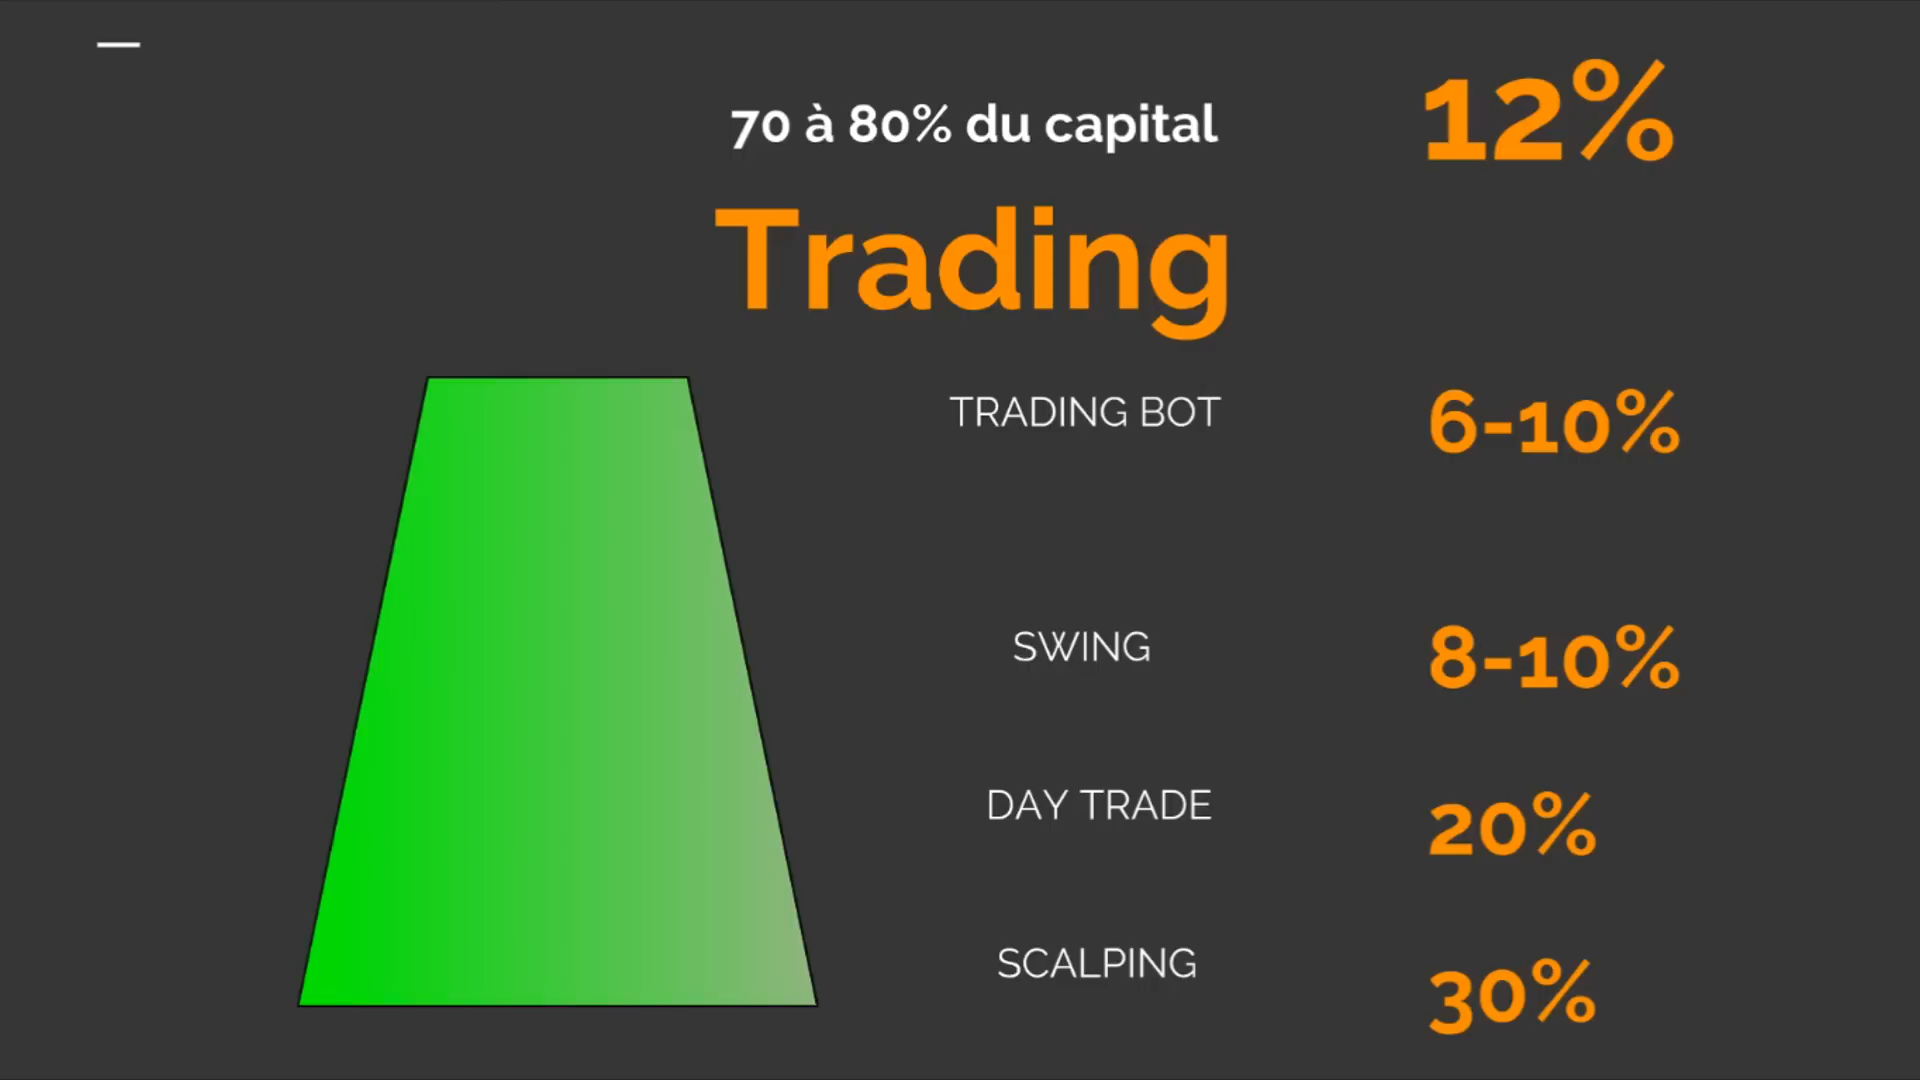 70 à 80% du capital
12%
Trading
TRADING BOT
6-10%
SWING
8-10%
DAY TRADE
20%
SCALPING
30%